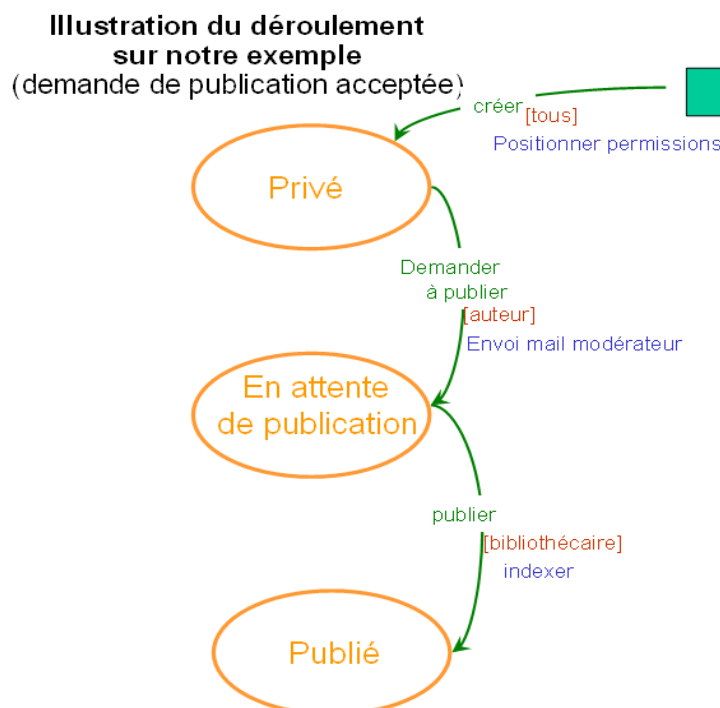 Illustration du déroulement
sur notre exemple
(demande de publication acceptée)
créer
[tous]
Positionner permissions
Privé
Demander
à publier
[auteur]
Envoi mail modérateur
En attente
de publication
publier
[bibliothécaire]
indexer
Publié